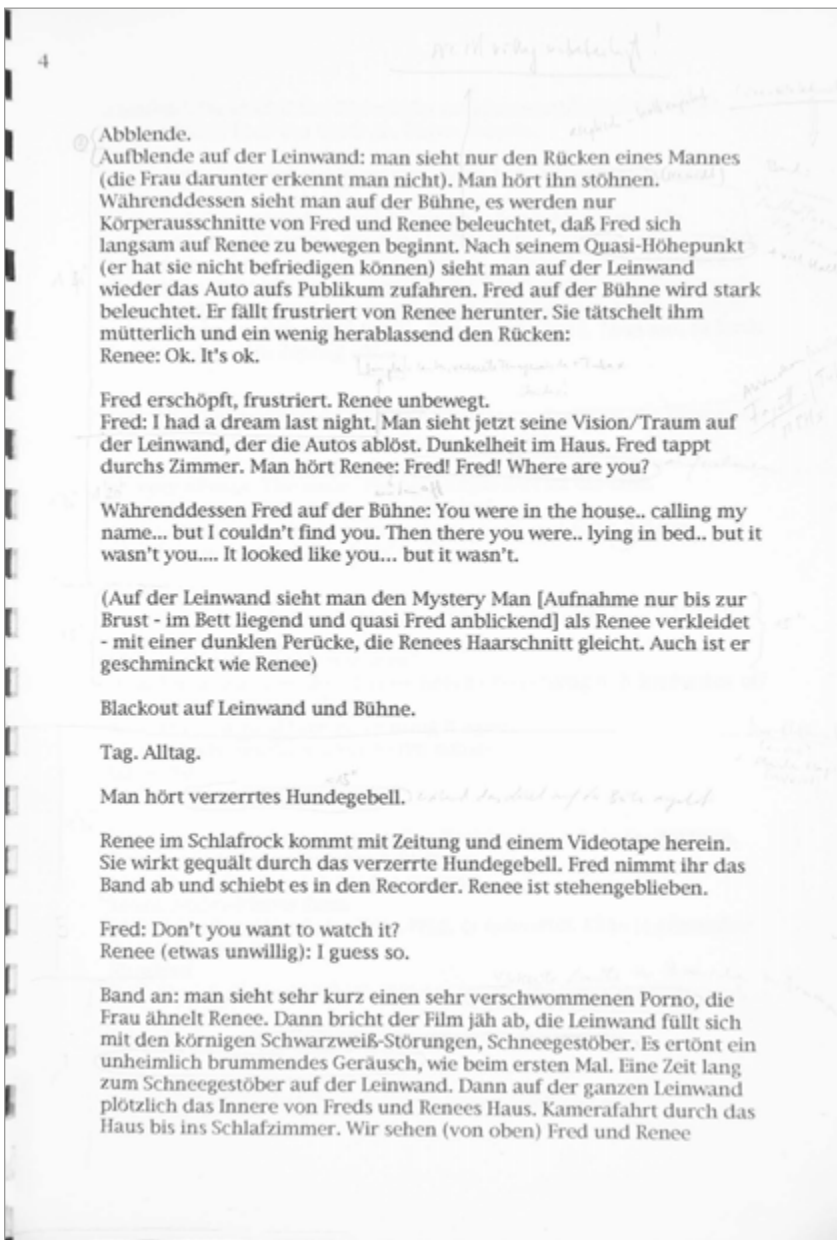 4
Abblende.
Aufblende auf der Leinwand: man sieht nur den Rücken eines Mannes
(die Frau darunter erkennt man nicht). Man hört ihn stöhnen.
Währenddessen sieht man auf der Bühne, es werden nur
Körperausschnitte von Fred und Renee beleuchtet, daß Fred sich
langsam auf Renee zu bewegen beginnt. Nach seinem Quasi-Höhepunkt
(er hat sie nicht befriedigen können) sieht man auf der Leinwand
wieder das Auto aufs Publikum zufahren. Fred auf der Bühne wird stark
beleuchtet. Er fällt frustriert von Renee herunter. Sie tätschelt ihm
mütterlich und ein wenig herablassend den Rücken:
Renee: Ok. It's ok.
Fred erschöpft, frustriert. Renee unbewegt.
Fred: I had a dream last night. Man sieht jetzt seine Vision/Traum auf
der Leinwand, der die Autos ablöst. Dunkelheit im Haus. Fred tappt
durchs Zimmer. Man hört Renee: Fred! Fred! Where are you?
Währenddessen Fred auf der Bühne: You were in the house.. calling my
name... but I couldn't find you. Then there you were.. lying in bed.. but it
wasn't you.... It looked like you... but it wasn't.
(Auf der Leinwand sieht man den Mystery Man [Aufnahme nur bis zur
Brust - im Bett liegend und quasi Fred anblickend] als Renee verkleidet
- mit einer dunklen Perücke, die Renees Haarschnitt gleicht. Auch ist er
geschminckt wie Renee)
Blackout auf Leinwand und Bühne.
Tag. Alltag.
Man hört verzerrtes Hundegebell.
Renee im Schlafrock kommt mit Zeitung und einem Videotape herein.
Sie wirkt gequält durch das verzerrte Hundegebell. Fred nimmt ihr das
Band ab und schiebt es in den Recorder. Renee ist stehengeblieben.
Fred: Don't you want to watch it?
Renee (etwas unwillig): I guess so.
Band an: man sieht sehr kurz einen sehr verschwommenen Porno, die
Frau ähnelt Renee. Dann bricht der Film jäh ab, die Leinwand füllt sich
mit den körnigen Schwarzweiß-Störungen, Schneegestöber. Es ertönt ein
unheimlich brummendes Geräusch, wie beim ersten Mal. Eine Zeit lang
zum Schneegestöber auf der Leinwand. Dann auf der ganzen Leinwand
plötzlich das Innere von Freds und Renees Haus. Kamerafahrt durch das
Haus bis ins Schlafzimmer. Wir sehen (von oben) Fred und Renee